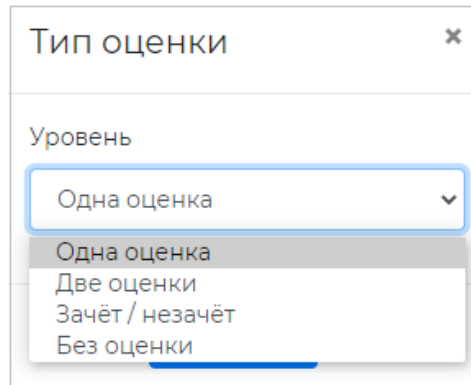 Тип оценки
Уровень
Одна оценка
Одна оценка
Две оценки
Зачёт / незачёт
Без оценки